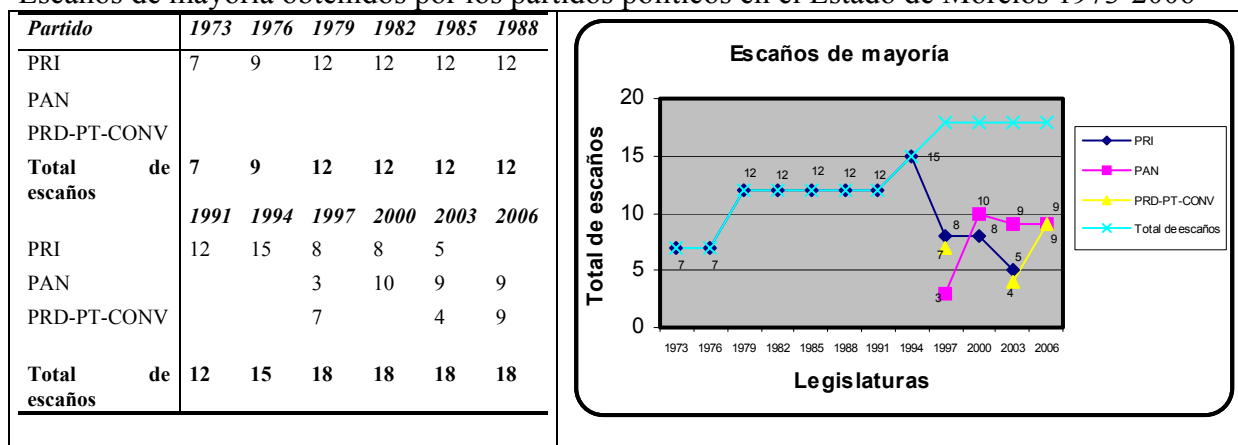 Escaños de mayoría obtenidos por los partidos políticos en el Estado de Morelos 1973-2006
Partido 1973 1976 1979 1982 1985 1988
PRI 7 9 12 12 12 12
PAN
PRD-PT-CONV
Total de 7 9 12 12 12 12
escaños
1991 1994 1997 2000 2003 2006
PRI 12 15 8 8 5
PAN 3 10 9 9
PRD-PT-CONV 7 4 9
Total de 12 15 18 18 18 18
escaños
Escaños de mayoría
Total de escaños
20
15
10
5
0
7 7 12 12 12 12 12 15 8 8 5
3 10 9 9
7 4 9
1973 1976 1979 1982 1985 1988 1991 1994 1997 2000 2003 2006
Legislaturas
PRI
PAN
PRD-PT-CONV
Total de escaños